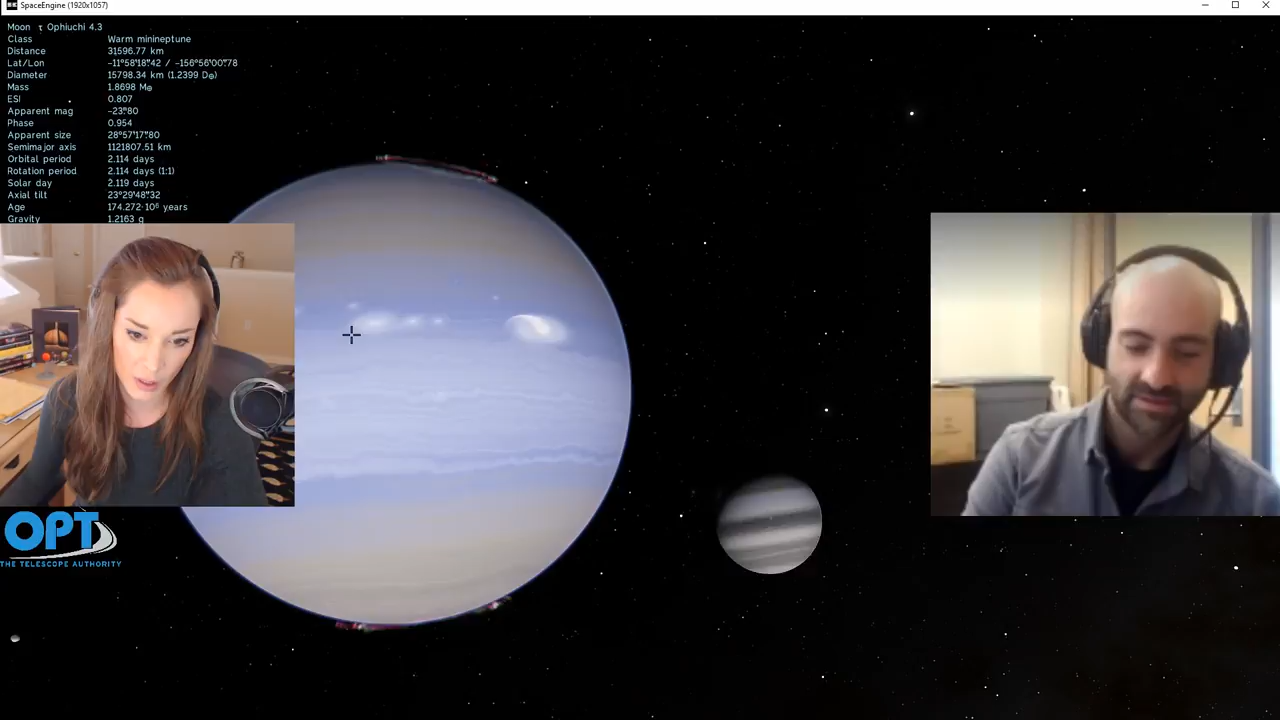 SpaceEngine (1920x1057)
Moon τ Ophiuchi 4.3
Class Warm minineptune
Distance 31596.77 km
Lat/Lon -11°58'18."42 / -156°56'00."78
Diameter 15798.34 km (1.2399 D⊕)
Mass 1.8698 M⊕
ESI 0.807
Apparent mag -23.ᵐ80
Phase 0.954
Apparent size 28°57'17."80
Semimajor axis 1121807.51 km
Orbital period 2.114 days
Rotation period 2.114 days (1:1)
Solar day 2.119 days
Axial tilt 23°29'48."32
Age 174.272·10⁶ years
Gravity 1.2163 g
OPT
THE TELESCOPE AUTHORITY